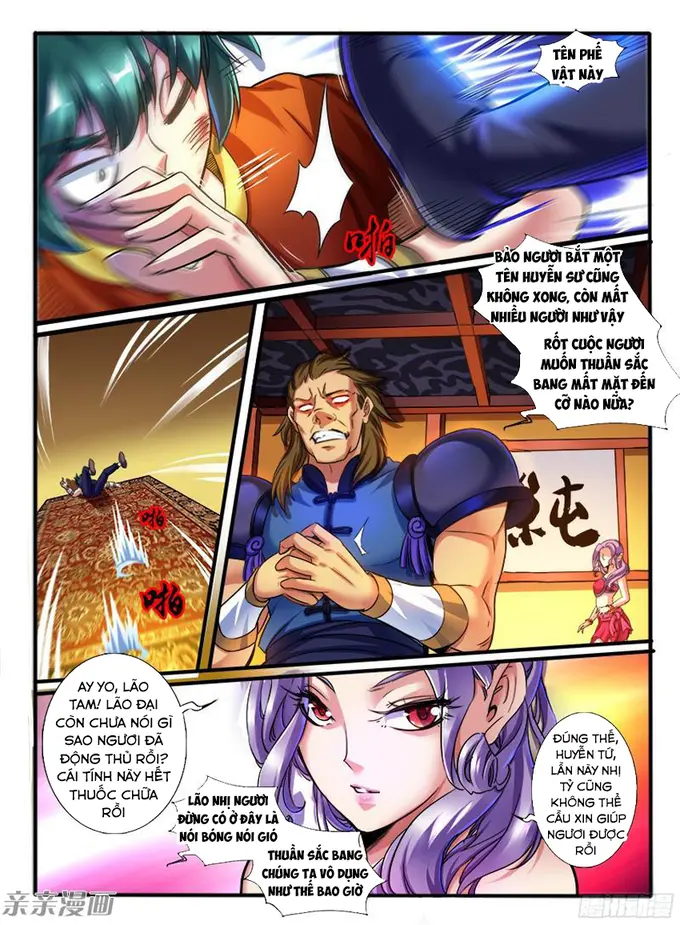 TÊN PHẾ
VẬT NÀY
啪
BẢO NGƯƠI BẮT MỘT
TÊN HUYỄN SƯ CŨNG
KHÔNG XONG, CÒN MẤT
NHIỀU NGƯỜI NHƯ VẬY
RỐT CUỘC NGƯƠI
MUỐN THUẦN SẮC
BANG MẤT MẶT ĐẾN
CỠ NÀO NỮA?
純
啪
啪
AY YO, LÃO
TAM! LÃO ĐẠI
CÒN CHƯA NÓI GÌ
SAO NGƯƠI ĐÃ
ĐỘNG THỦ RỒI?
CÁI TÍNH NÀY HẾT
THUỐC CHỮA
RỒI
LÃO NHỊ NGƯƠI
ĐỪNG CÓ Ở ĐÂY LÀ
NÓI BÓNG NÓI GIÓ
THUẦN SẮC BANG
CHÚNG TA VÔ DỤNG
NHƯ THẾ BAO GIỜ
ĐÚNG THẾ,
HUYỄN TỨ,
LẦN NÀY NHỊ
TỶ CŨNG
KHÔNG THỂ
CẦU XIN GIÚP
NGƯƠI ĐƯỢC
RỒI
亲亲漫画
腾讯动漫